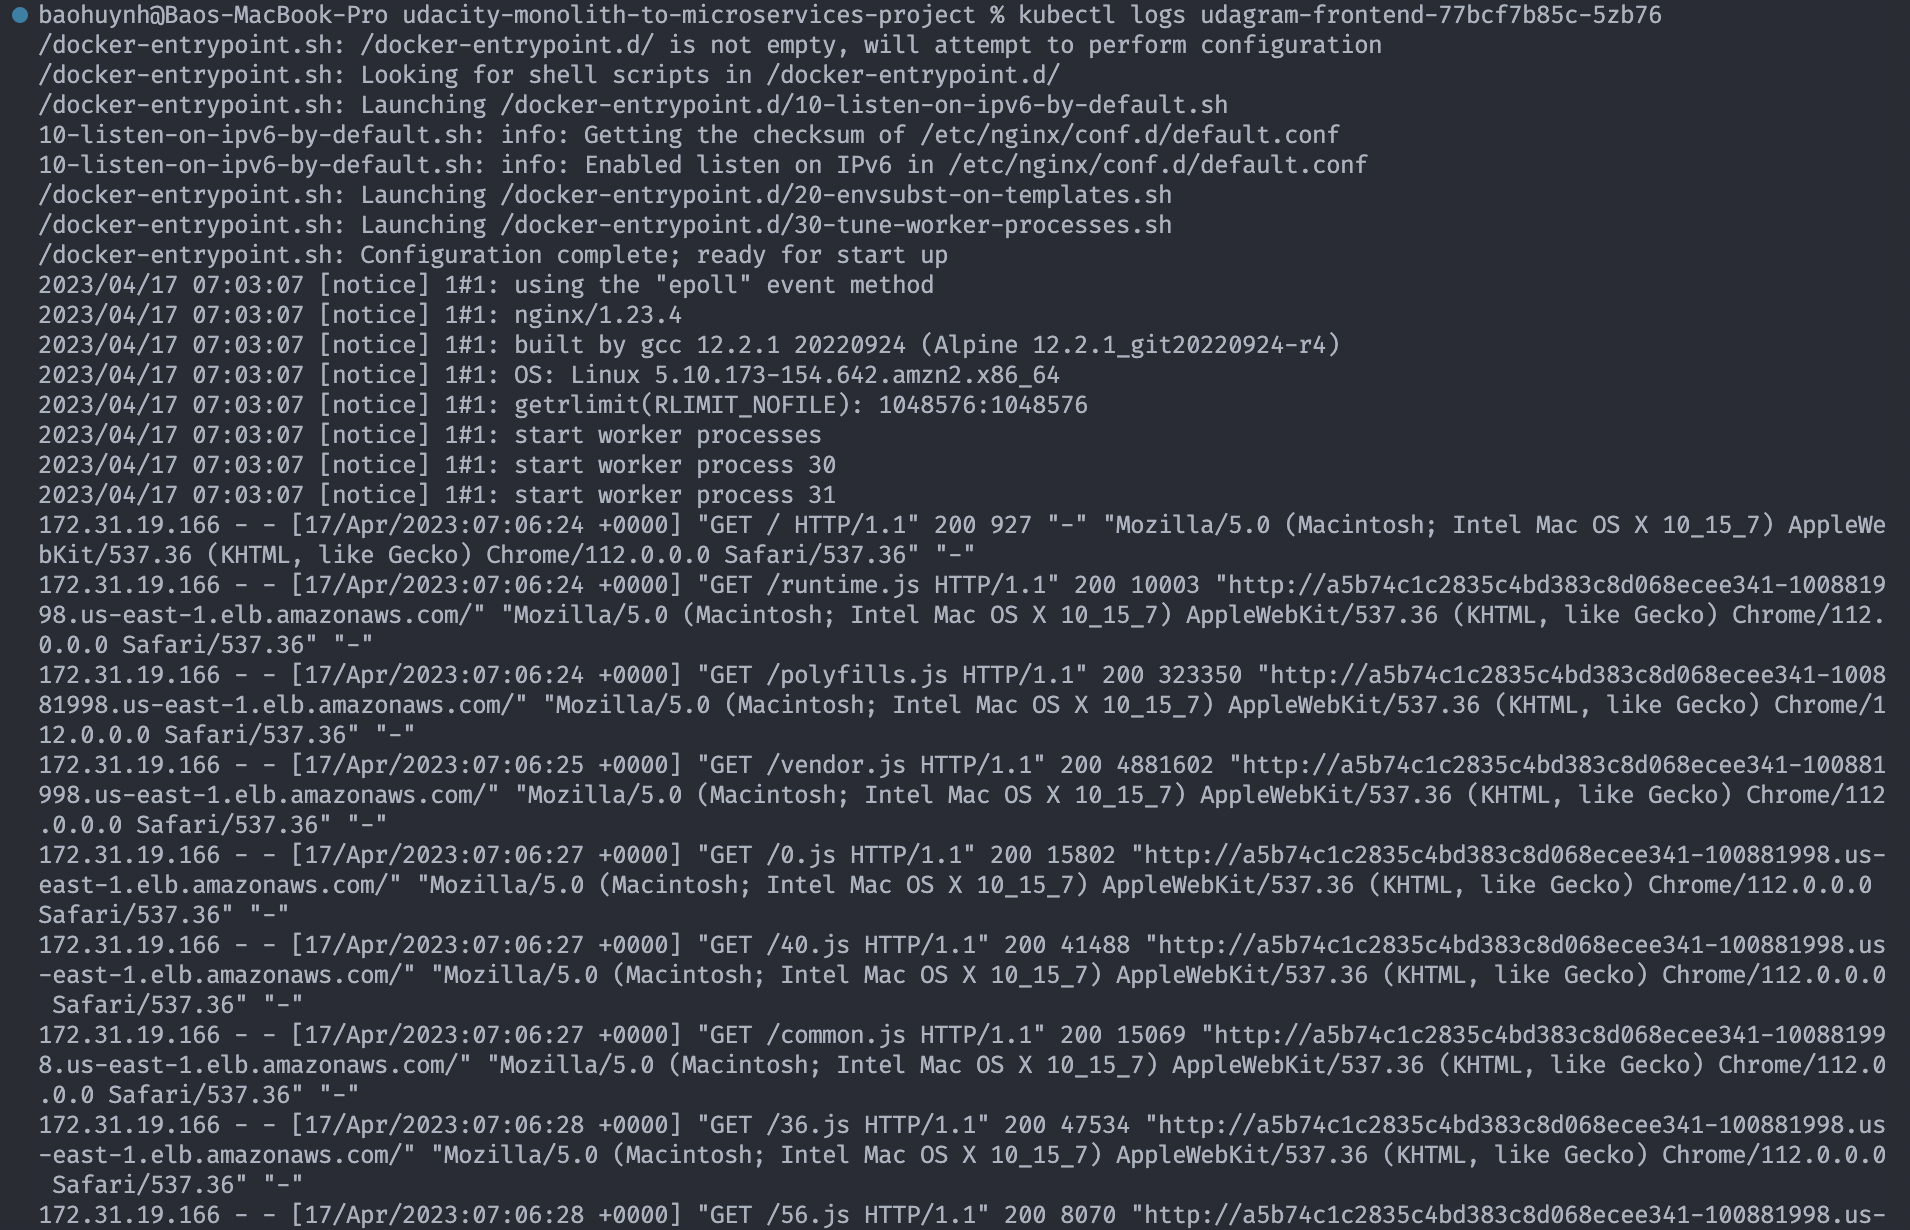 baohuynh@Baos-MacBook-Pro udacity-monolith-to-microservices-project % kubectl logs udagram-frontend-77bcf7b85c-5zb76
/docker-entrypoint.sh: /docker-entrypoint.d/ is not empty, will attempt to perform configuration
/docker-entrypoint.sh: Looking for shell scripts in /docker-entrypoint.d/
/docker-entrypoint.sh: Launching /docker-entrypoint.d/10-listen-on-ipv6-by-default.sh
10-listen-on-ipv6-by-default.sh: info: Getting the checksum of /etc/nginx/conf.d/default.conf
10-listen-on-ipv6-by-default.sh: info: Enabled listen on IPv6 in /etc/nginx/conf.d/default.conf
/docker-entrypoint.sh: Launching /docker-entrypoint.d/20-envsubst-on-templates.sh
/docker-entrypoint.sh: Launching /docker-entrypoint.d/30-tune-worker-processes.sh
/docker-entrypoint.sh: Configuration complete; ready for start up
2023/04/17 07:03:07 [notice] 1#1: using the "epoll" event method
2023/04/17 07:03:07 [notice] 1#1: nginx/1.23.4
2023/04/17 07:03:07 [notice] 1#1: built by gcc 12.2.1 20220924 (Alpine 12.2.1_git20220924-r4)
2023/04/17 07:03:07 [notice] 1#1: OS: Linux 5.10.173-154.642.amzn2.x86_64
2023/04/17 07:03:07 [notice] 1#1: getrlimit(RLIMIT_NOFILE): 1048576:1048576
2023/04/17 07:03:07 [notice] 1#1: start worker processes
2023/04/17 07:03:07 [notice] 1#1: start worker process 30
2023/04/17 07:03:07 [notice] 1#1: start worker process 31
172.31.19.166 - - [17/Apr/2023:07:06:24 +0000] "GET / HTTP/1.1" 200 927 "-" "Mozilla/5.0 (Macintosh; Intel Mac OS X 10_15_7) AppleWe
bKit/537.36 (KHTML, like Gecko) Chrome/112.0.0.0 Safari/537.36" "-"
172.31.19.166 - - [17/Apr/2023:07:06:24 +0000] "GET /runtime.js HTTP/1.1" 200 10003 "http://a5b74c1c2835c4bd383c8d068ecee341-1008819
98.us-east-1.elb.amazonaws.com/" "Mozilla/5.0 (Macintosh; Intel Mac OS X 10_15_7) AppleWebKit/537.36 (KHTML, like Gecko) Chrome/112.
0.0.0 Safari/537.36" "-"
172.31.19.166 - - [17/Apr/2023:07:06:24 +0000] "GET /polyfills.js HTTP/1.1" 200 323350 "http://a5b74c1c2835c4bd383c8d068ecee341-1008
81998.us-east-1.elb.amazonaws.com/" "Mozilla/5.0 (Macintosh; Intel Mac OS X 10_15_7) AppleWebKit/537.36 (KHTML, like Gecko) Chrome/1
12.0.0.0 Safari/537.36" "-"
172.31.19.166 - - [17/Apr/2023:07:06:25 +0000] "GET /vendor.js HTTP/1.1" 200 4881602 "http://a5b74c1c2835c4bd383c8d068ecee341-100881
998.us-east-1.elb.amazonaws.com/" "Mozilla/5.0 (Macintosh; Intel Mac OS X 10_15_7) AppleWebKit/537.36 (KHTML, like Gecko) Chrome/112
.0.0.0 Safari/537.36" "-"
172.31.19.166 - - [17/Apr/2023:07:06:27 +0000] "GET /0.js HTTP/1.1" 200 15802 "http://a5b74c1c2835c4bd383c8d068ecee341-100881998.us-
east-1.elb.amazonaws.com/" "Mozilla/5.0 (Macintosh; Intel Mac OS X 10_15_7) AppleWebKit/537.36 (KHTML, like Gecko) Chrome/112.0.0.0
Safari/537.36" "-"
172.31.19.166 - - [17/Apr/2023:07:06:27 +0000] "GET /40.js HTTP/1.1" 200 41488 "http://a5b74c1c2835c4bd383c8d068ecee341-100881998.us
-east-1.elb.amazonaws.com/" "Mozilla/5.0 (Macintosh; Intel Mac OS X 10_15_7) AppleWebKit/537.36 (KHTML, like Gecko) Chrome/112.0.0.0
 Safari/537.36" "-"
172.31.19.166 - - [17/Apr/2023:07:06:27 +0000] "GET /common.js HTTP/1.1" 200 15069 "http://a5b74c1c2835c4bd383c8d068ecee341-10088199
8.us-east-1.elb.amazonaws.com/" "Mozilla/5.0 (Macintosh; Intel Mac OS X 10_15_7) AppleWebKit/537.36 (KHTML, like Gecko) Chrome/112.0
.0.0 Safari/537.36" "-"
172.31.19.166 - - [17/Apr/2023:07:06:28 +0000] "GET /36.js HTTP/1.1" 200 47534 "http://a5b74c1c2835c4bd383c8d068ecee341-100881998.us
-east-1.elb.amazonaws.com/" "Mozilla/5.0 (Macintosh; Intel Mac OS X 10_15_7) AppleWebKit/537.36 (KHTML, like Gecko) Chrome/112.0.0.0
 Safari/537.36" "-"
172.31.19.166 - - [17/Apr/2023:07:06:28 +0000] "GET /56.js HTTP/1.1" 200 8070 "http://a5b74c1c2835c4bd383c8d068ecee341-100881998.us-